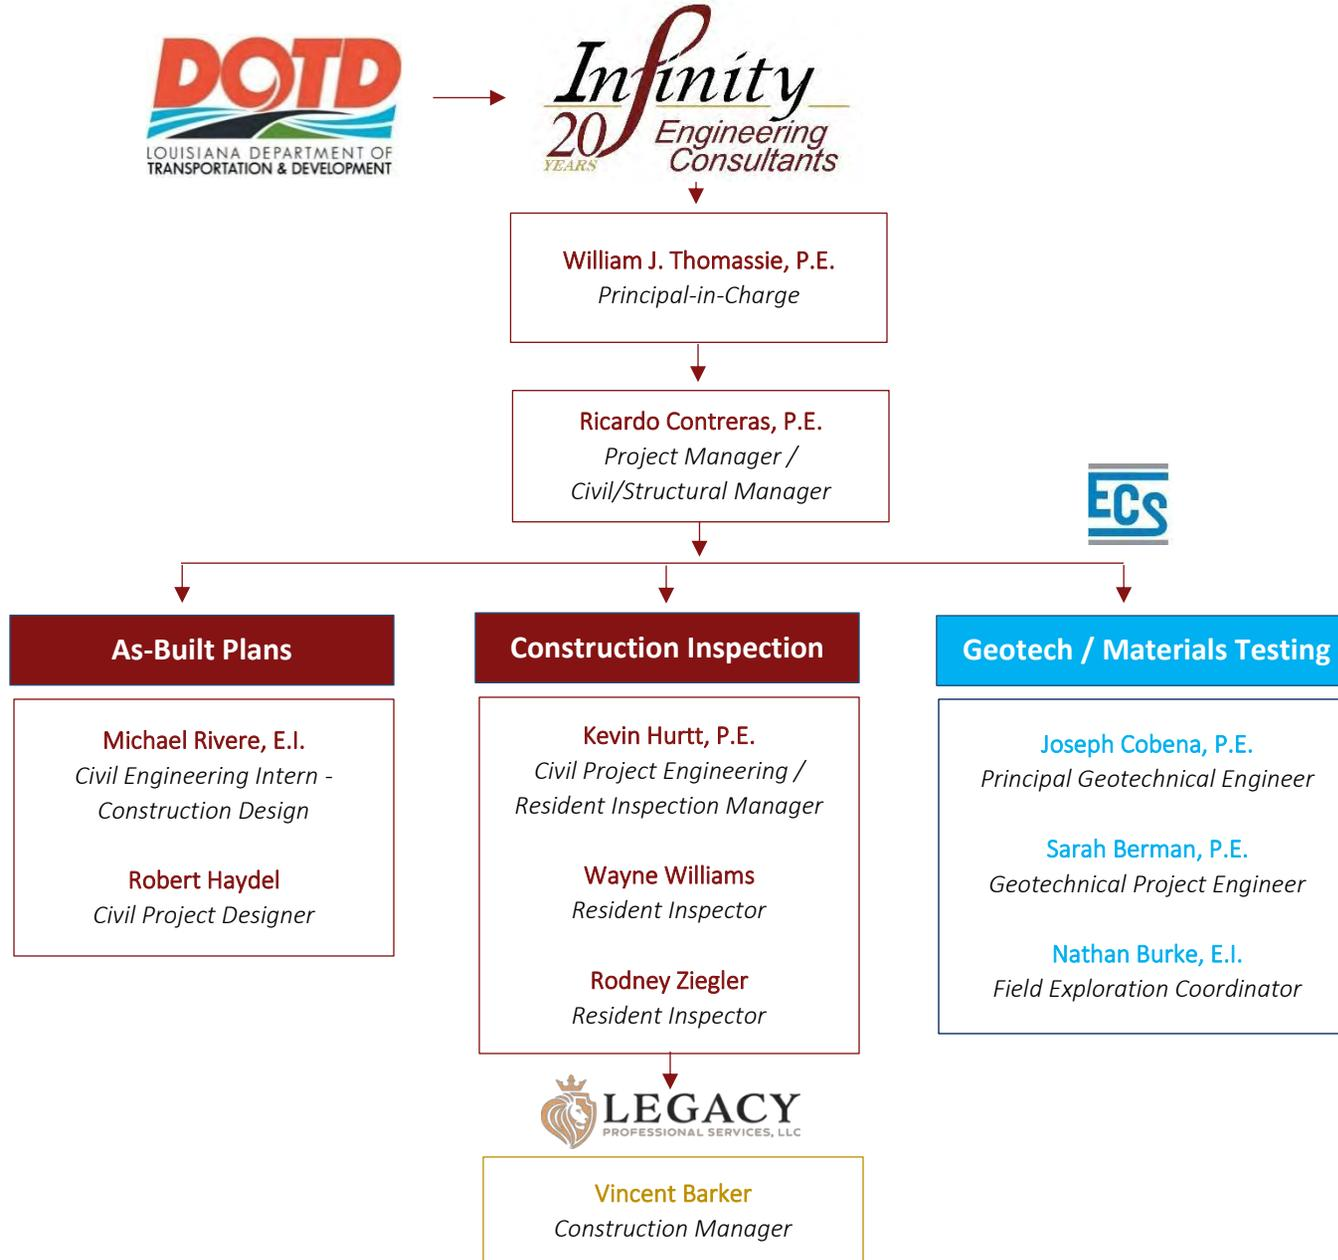 DOTD
LOUISIANA DEPARTMENT OF
TRANSPORTATION & DEVELOPMENT
Infinity
20
YEARS
Engineering
Consultants
William J. Thomassie, P.E.
Principal-in-Charge
Ricardo Contreras, P.E.
Project Manager /
Civil/Structural Manager
ECS
As-Built Plans
Michael Rivere, E.I.
Civil Engineering Intern -
Construction Design
Robert Haydel
Civil Project Designer
Construction Inspection
Kevin Hurtt, P.E.
Civil Project Engineering /
Resident Inspection Manager
Wayne Williams
Resident Inspector
Rodney Ziegler
Resident Inspector
LEGACY
PROFESSIONAL SERVICES, LLC
Vincent Barker
Construction Manager
Geotech / Materials Testing
Joseph Cobena, P.E.
Principal Geotechnical Engineer
Sarah Berman, P.E.
Geotechnical Project Engineer
Nathan Burke, E.I.
Field Exploration Coordinator